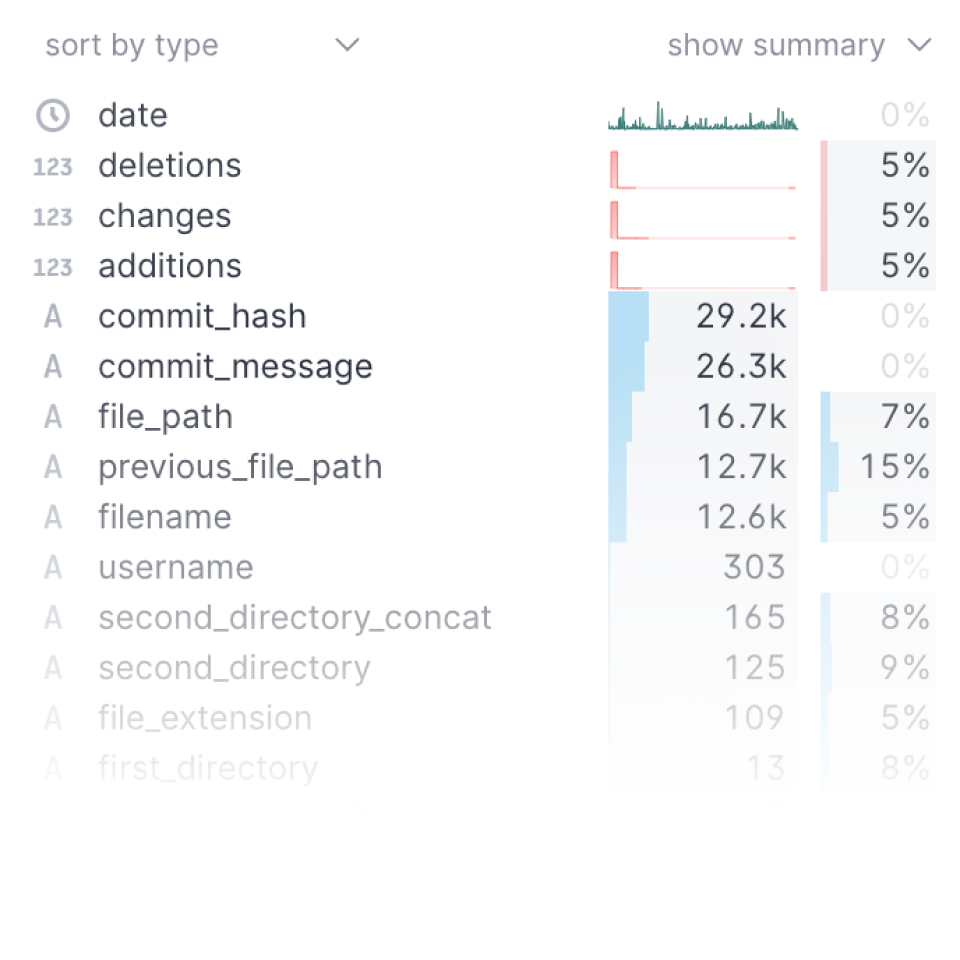 sort by type show summary
date 0%
123 deletions 5%
123 changes 5%
123 additions 5%
A commit_hash 29.2k 0%
A commit_message 26.3k 0%
A file_path 16.7k 7%
A previous_file_path 12.7k 15%
A filename 12.6k 5%
A username 303 0%
A second_directory_concat 165 8%
A second_directory 125 9%
A file_extension 109 5%
A first_directory 13 8%